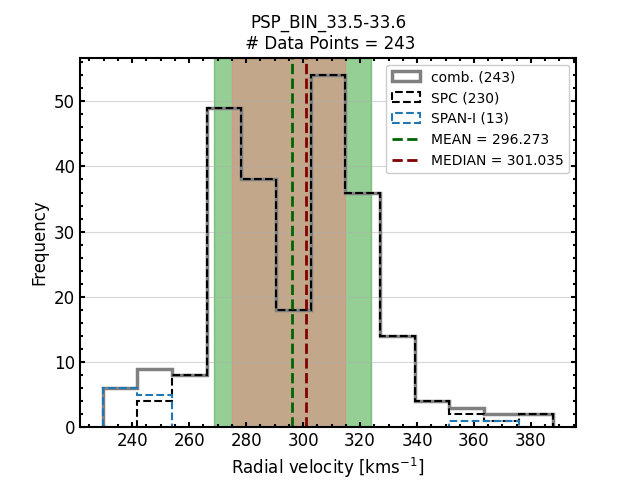 PSP_BIN_33.5-33.6
# Data Points = 243
comb. (243)
SPC (230)
SPAN-I (13)
MEAN = 296.273
MEDIAN = 301.035
Frequency
50
40
30
20
10
0
240 260 280 300 320 340 360 380
Radial velocity [kms⁻¹]